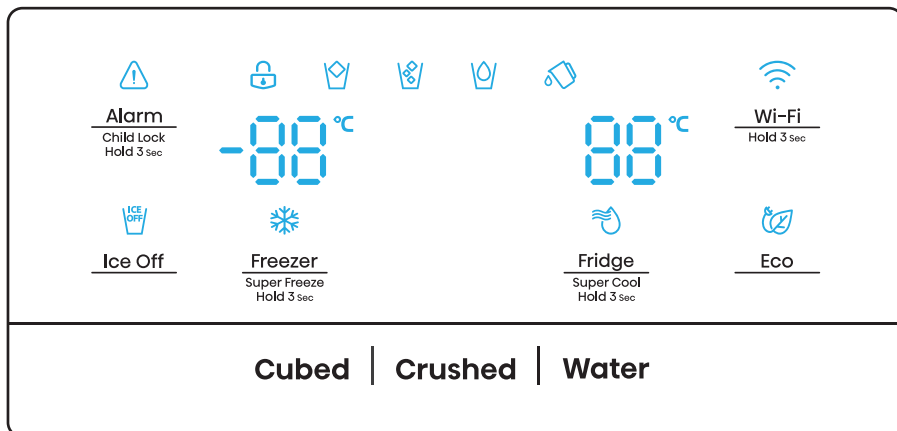 Alarm
Child Lock
Hold 3 Sec
-88 °C
88 °C
Wi-Fi
Hold 3 Sec
ICE
OFF
Ice Off
Freezer
Super Freeze
Hold 3 Sec
Fridge
Super Cool
Hold 3 Sec
Eco
Cubed | Crushed | Water